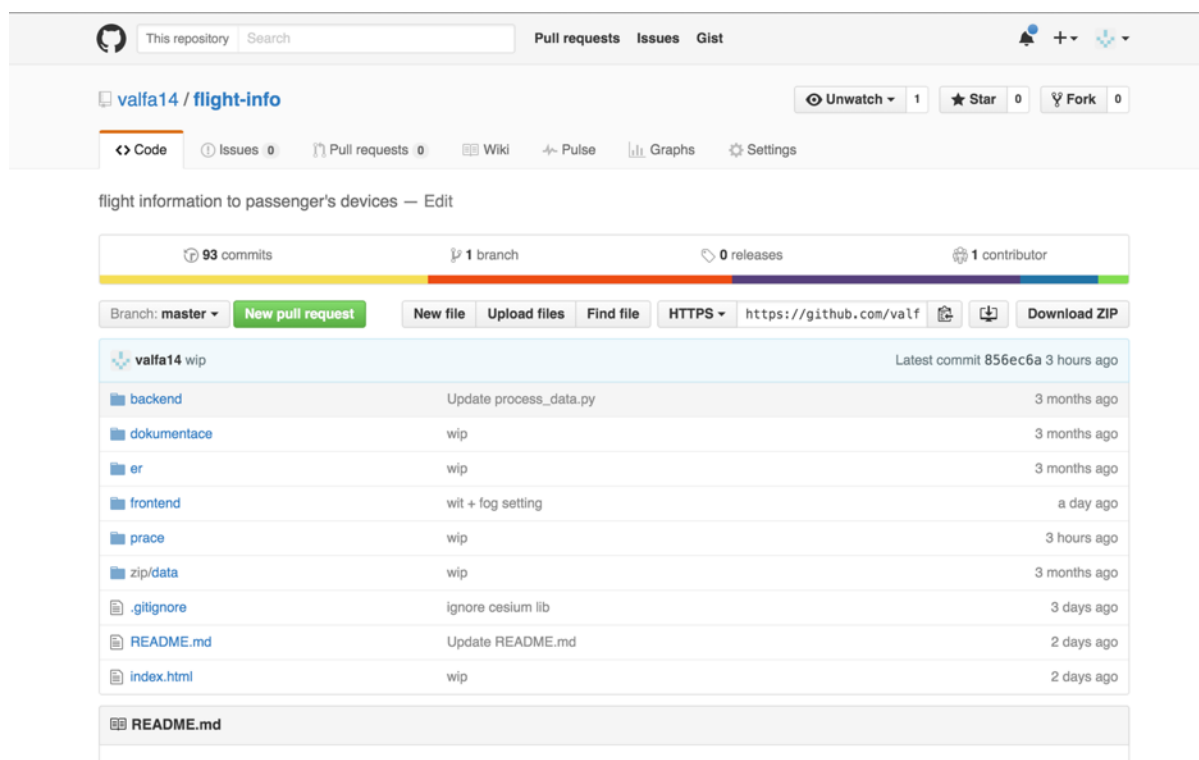 This repository Search Pull requests Issues Gist
valfa14 / flight-info Unwatch 1 Star 0 Fork 0
Code Issues 0 Pull requests 0 Wiki Pulse Graphs Settings
flight information to passenger's devices — Edit
93 commits 1 branch 0 releases 1 contributor
Branch: master New pull request New file Upload files Find file HTTPS https://github.com/valf Download ZIP
valfa14 wip Latest commit 856ec6a 3 hours ago
backend Update process_data.py 3 months ago
dokumentace wip 3 months ago
er wip 3 months ago
frontend wit + fog setting a day ago
prace wip 3 hours ago
zip/data wip 3 months ago
.gitignore ignore cesium lib 3 days ago
README.md Update README.md 2 days ago
index.html wip 2 days ago
README.md